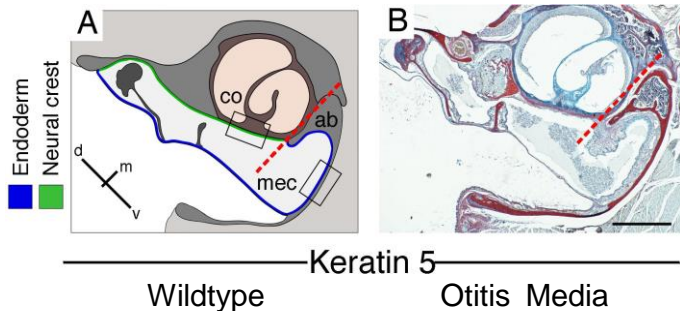 A
B
co
ab
mec
d
m
v
Endoderm
Neural crest
Keratin 5
Wildtype
Otitis Media